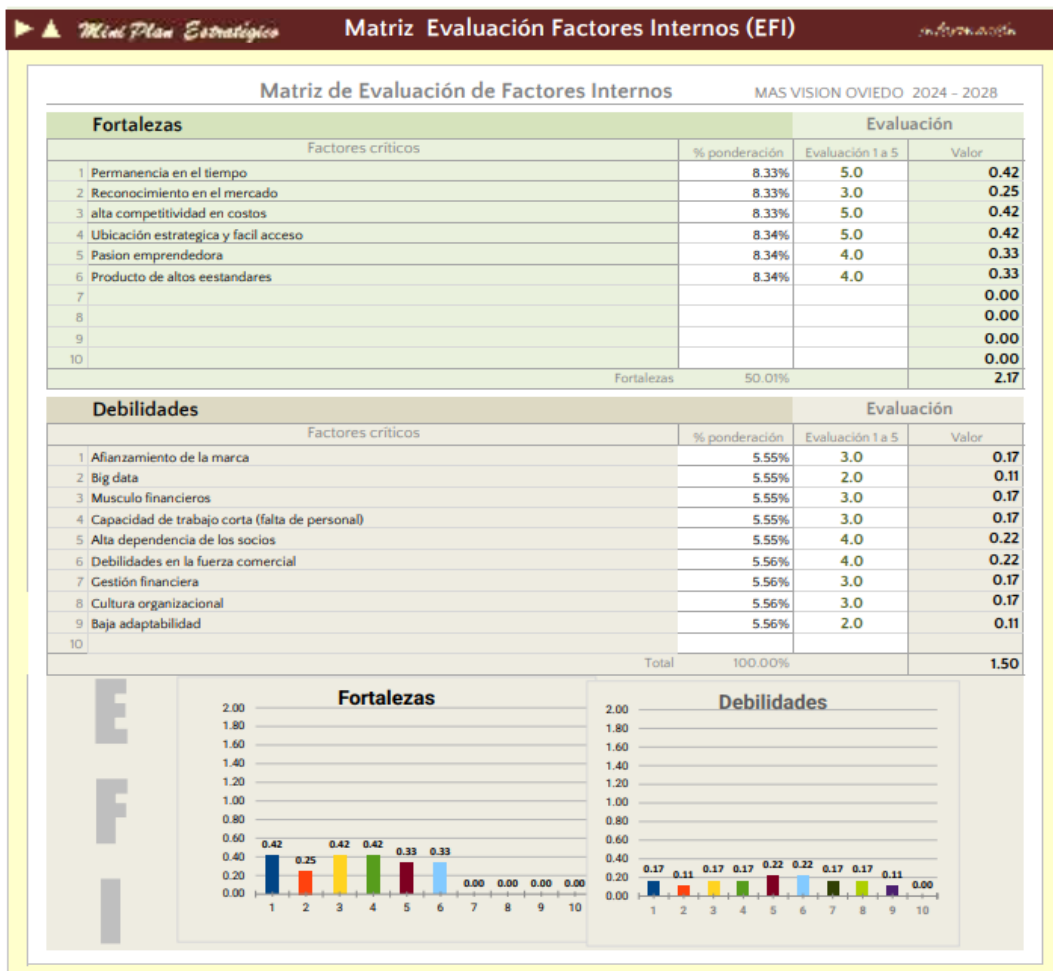 Mini Plan Estratégico Matriz Evaluación Factores Internos (EFI) información
Matriz de Evaluación de Factores Internos MAS VISION OVIEDO 2024 - 2028
Fortalezas Evaluación
Factores críticos % ponderación Evaluación 1 a 5 Valor
1 Permanencia en el tiempo 8.33% 5.0 0.42
2 Reconocimiento en el mercado 8.33% 3.0 0.25
3 alta competitividad en costos 8.33% 5.0 0.42
4 Ubicación estrategica y facil acceso 8.34% 5.0 0.42
5 Pasion emprendedora 8.34% 4.0 0.33
6 Producto de altos eestandares 8.34% 4.0 0.33
7 0.00
8 0.00
9 0.00
10 0.00
Fortalezas 50.01% 2.17
Debilidades Evaluación
Factores críticos % ponderación Evaluación 1 a 5 Valor
1 Afianzamiento de la marca 5.55% 3.0 0.17
2 Big data 5.55% 2.0 0.11
3 Musculo financieros 5.55% 3.0 0.17
4 Capacidad de trabajo corta (falta de personal) 5.55% 3.0 0.17
5 Alta dependencia de los socios 5.55% 4.0 0.22
6 Debilidades en la fuerza comercial 5.56% 4.0 0.22
7 Gestión financiera 5.56% 3.0 0.17
8 Cultura organizacional 5.56% 3.0 0.17
9 Baja adaptabilidad 5.56% 2.0 0.11
10
Total 100.00% 1.50
E
F
I
Fortalezas
2.00
1.80
1.60
1.40
1.20
1.00
0.80
0.60
0.40
0.20
0.00
0.42 0.25 0.42 0.42 0.33 0.33 0.00 0.00 0.00 0.00
1 2 3 4 5 6 7 8 9 10
Debilidades
2.00
1.80
1.60
1.40
1.20
1.00
0.80
0.60
0.40
0.20
0.00
0.17 0.11 0.17 0.17 0.22 0.22 0.17 0.17 0.11 0.00
1 2 3 4 5 6 7 8 9 10